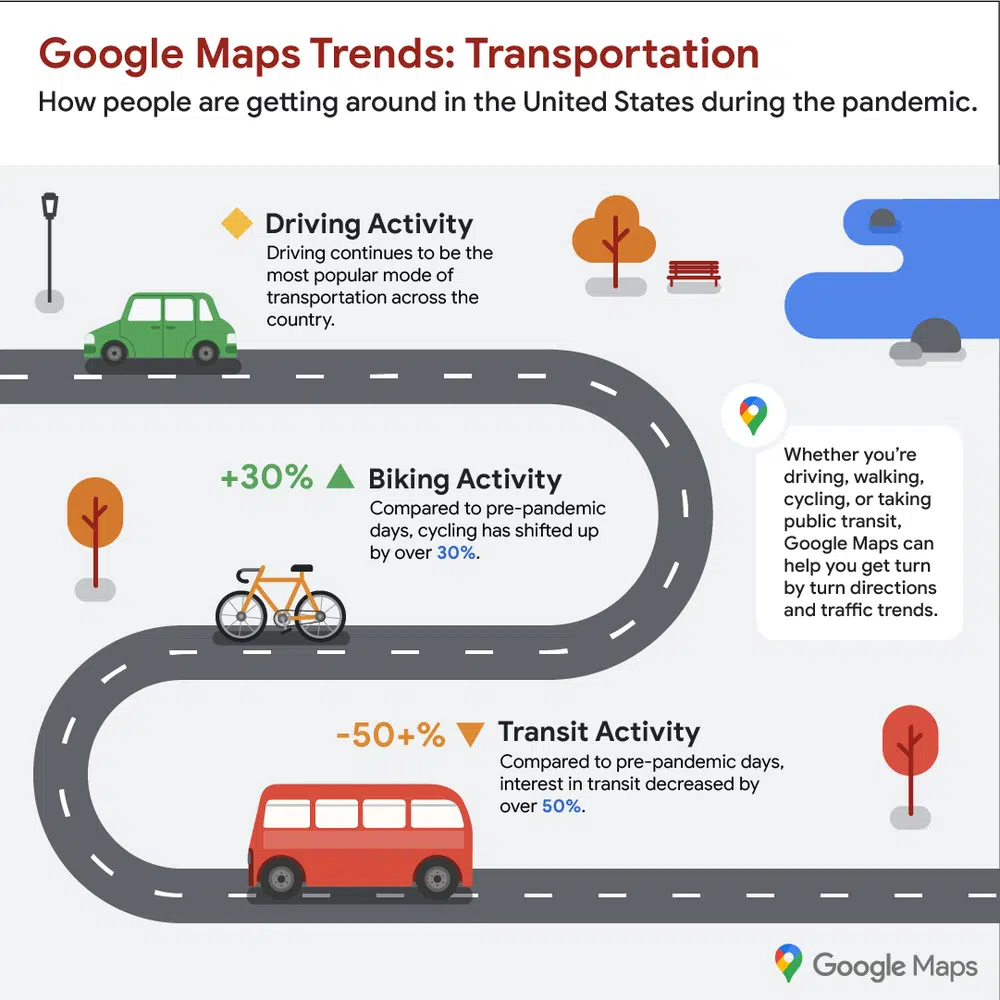 Google Maps Trends: Transportation
How people are getting around in the United States during the pandemic.
Driving Activity
Driving continues to be the
most popular mode of
transportation across the
country.
+30%
Biking Activity
Compared to pre-pandemic
days, cycling has shifted up
by over 30%.
Whether you're
driving, walking,
cycling, or taking
public transit,
Google Maps can
help you get turn
by turn directions
and traffic trends.
-50+%
Transit Activity
Compared to pre-pandemic days,
interest in transit decreased by
over 50%.
Google Maps